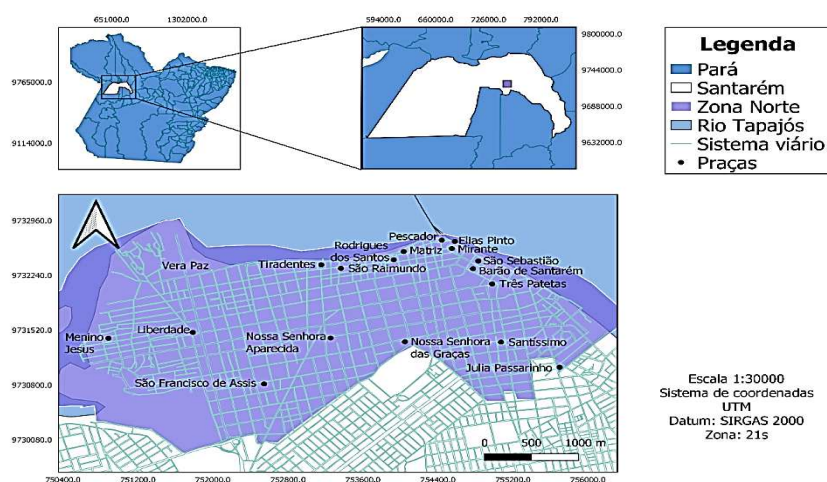 651000.0 1302000.0
9765000.0
9114000.0
594000.0 660000.0 726000.0 792000.0
9800000.0
9744000.0
9688000.0
9632000.0
Legenda
Pará
Santarém
Zona Norte
Rio Tapajós
Sistema viário
Praças
9732960.0
9732240.0
9731520.0
9730800.0
9730080.0
Pescador
Elias Pinto
Rodrigues
dos Santos
Matriz
Mirante
Vera Paz
Tiradentes
São Raimundo
São Sebastião
Barão de Santarém
Três Patetas
Menino
Jesus
Liberdade
Nossa Senhora
Aparecida
Nossa Senhora
das Graças
Santíssimo
Julia Passarinho
São Francisco de Assis
0 500 1000 m
750400.0 751200.0 752000.0 752800.0 753600.0 754400.0 755200.0 756000.0
Escala 1:30000
Sistema de coordenadas
UTM
Datum: SIRGAS 2000
Zona: 21s